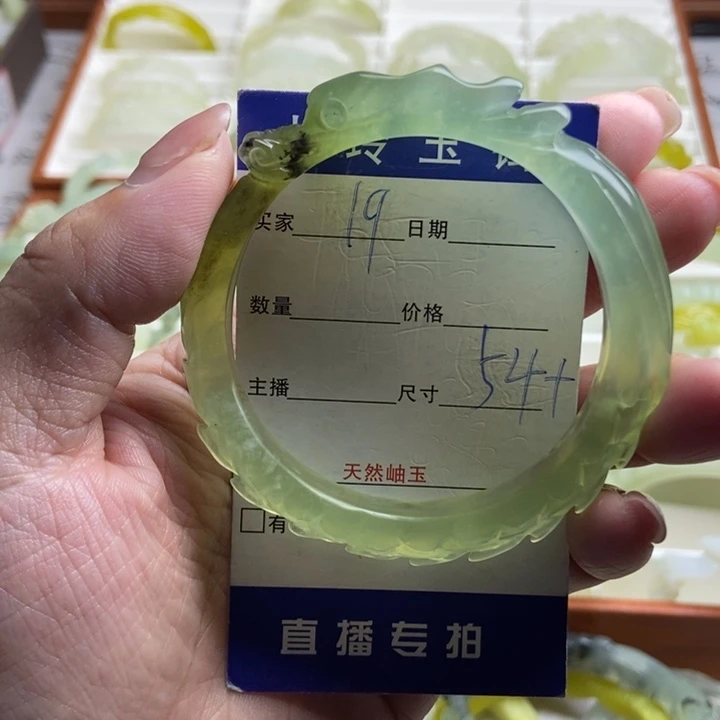 玉
买家 19 日期
数量 价格
主播 尺寸 54+
天然岫玉
□有
直播专拍